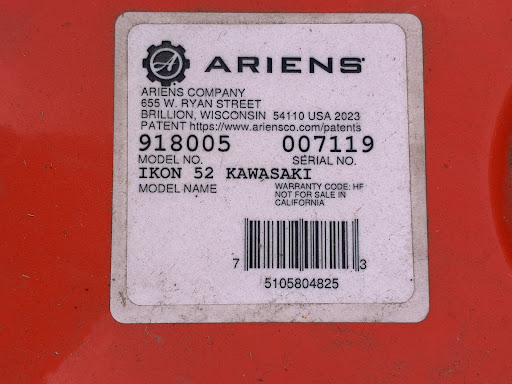 A ARIENS
ARIENS COMPANY
655 W. RYAN STREET
BRILLION, WISCONSIN 54110 USA 2023
PATENT https://www.ariensco.com/patents
918005 007119
MODEL NO. SERIAL NO.
IKON 52 KAWASAKI
MODEL NAME
WARRANTY CODE: HF
NOT FOR SALE IN
CALIFORNIA
7 3
5105804825